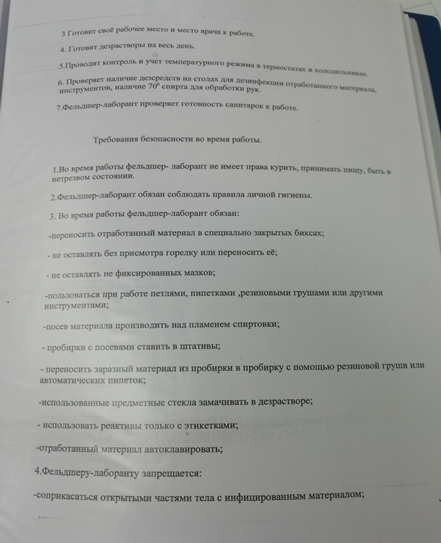 3 Готовит своё рабочее место и место врача к работе.
4. Готовит дезрастворы на весь день.
5.Проводит контроль и учет температурного режима в термостатах и холодильниках.
6. Проверяет наличие дезсредств на столах для дезинфекции отработанного материала,
инструментов, наличие 70⁰ спирта для обработки рук.
7.Фельдшер-лаборант проверяет готовность санитарок к работе.
Требования безопасности во время работы.
1.Во время работы фельдшер- лаборант не имеет права курить, принимать пищу, быть в
нетрезвом состоянии.
2.Фельдшер-лаборант обязан соблюдать правила личной гигиены.
3. Во время работы фельдшер-лаборант обязан:
-переносить отработанный материал в специально закрытых биксах;
- не оставлять без присмотра горелку или переносить её;
- не оставлять не фиксированных мазков;
-пользоваться при работе петлями, пипетками ,резиновыми грушами или другими
инструментами;
-посев материала производить над пламенем спиртовки;
- пробирки с посевами ставить в штативы;
- переносить заразный материал из пробирки в пробирку с помощью резиновой груши или
автоматических пипеток;
-использованные предметные стекла замачивать в дезрастворе;
- использовать реактивы только с этикетками;
-отработанный материал автоклавировать;
4.Фельдшеру-лаборанту запрещается:
-соприкасаться открытыми частями тела с инфицированным материалом;